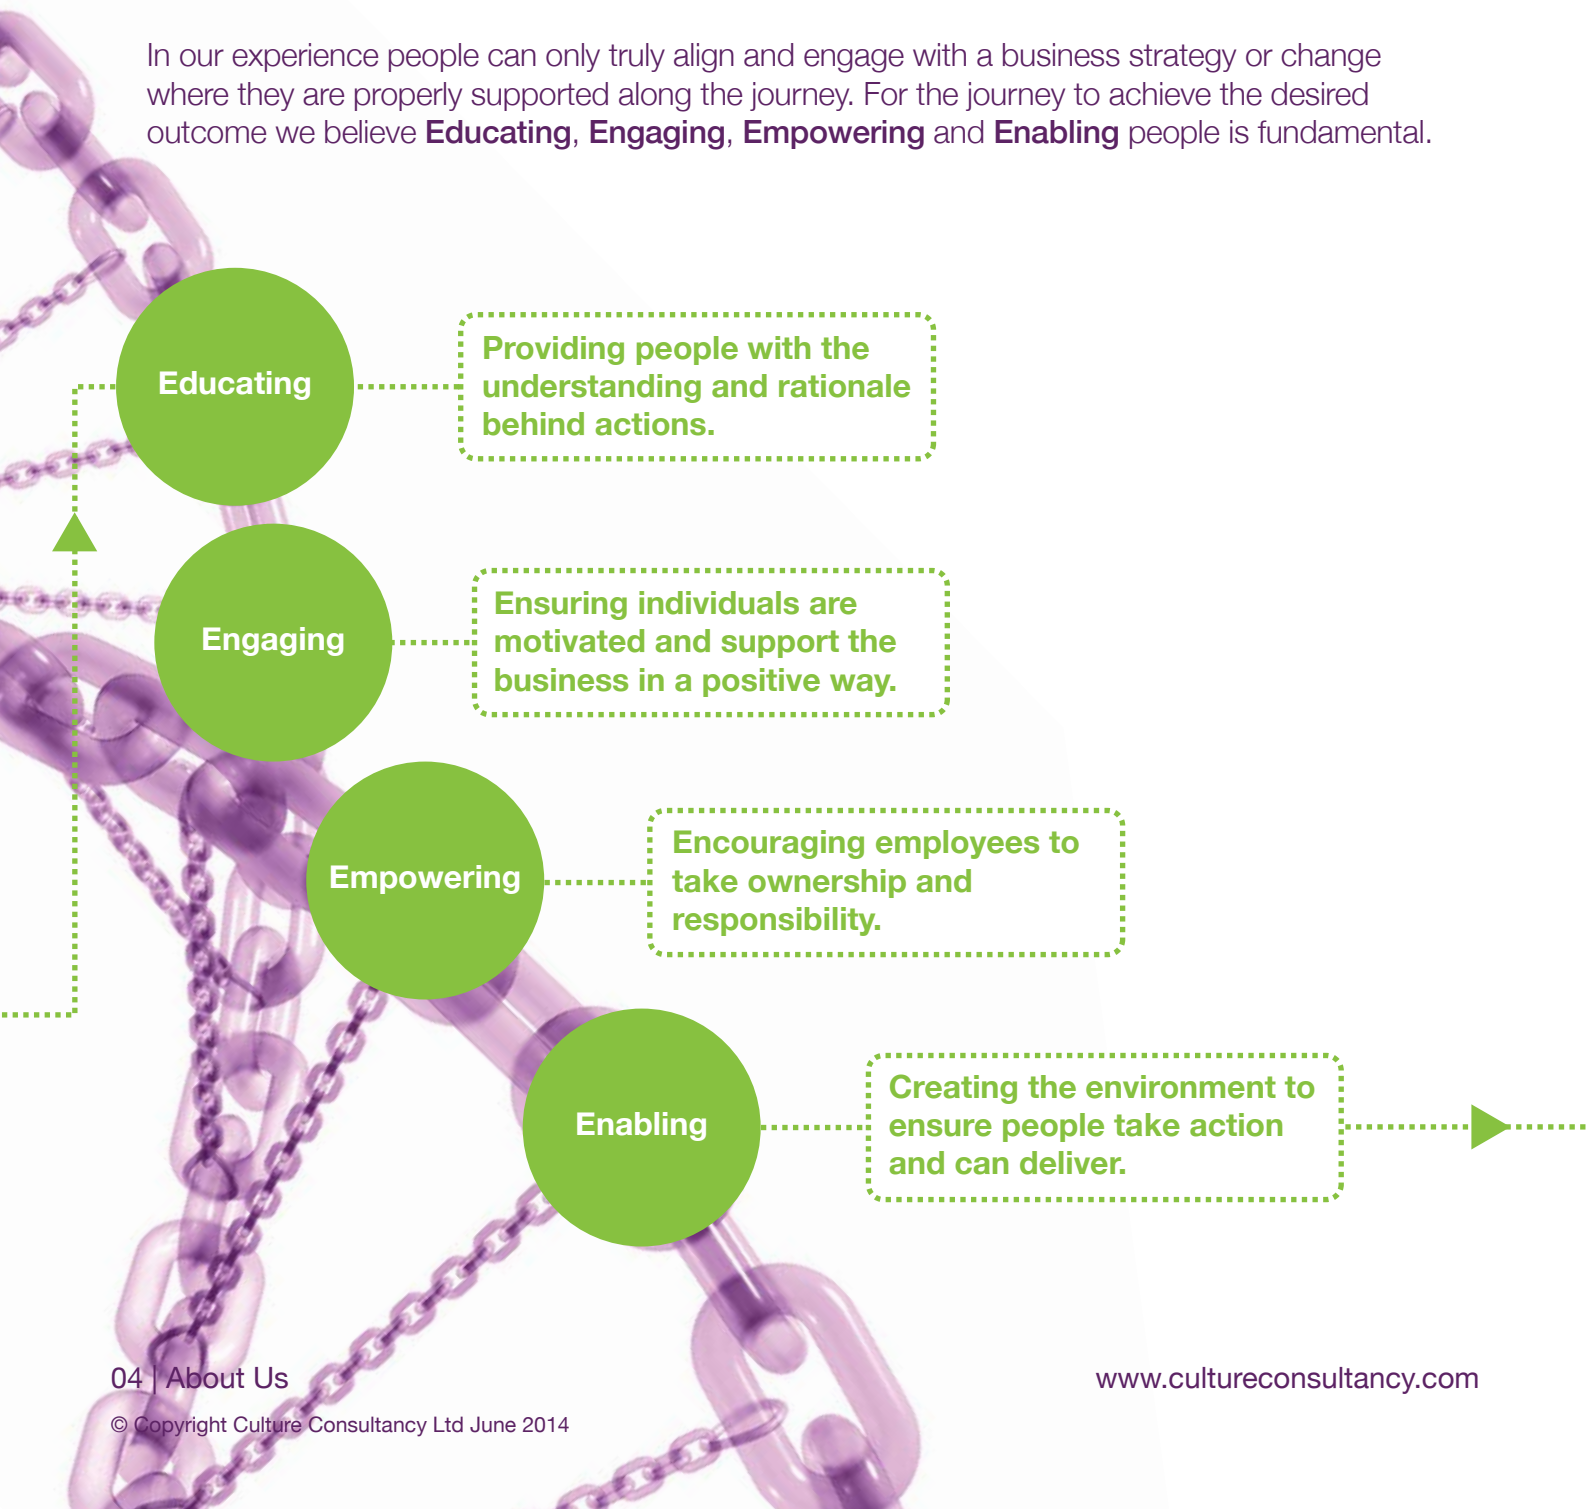 In our experience people can only truly align and engage with a business strategy or change
where they are properly supported along the journey. For the journey to achieve the desired
outcome we believe Educating, Engaging, Empowering and Enabling people is fundamental.
Educating
Providing people with the
understanding and rationale
behind actions.
Engaging
Ensuring individuals are
motivated and support the
business in a positive way.
Empowering
Encouraging employees to
take ownership and
responsibility.
Enabling
Creating the environment to
ensure people take action
and can deliver.
04 | About Us
www.cultureconsultancy.com
© Copyright Culture Consultancy Ltd June 2014